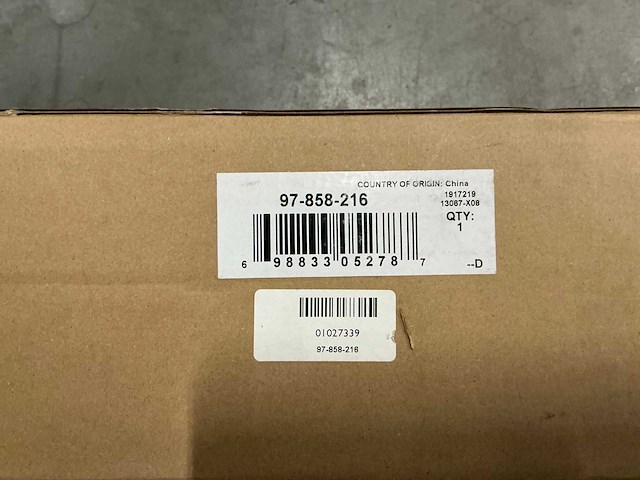 COUNTRY OF ORIGIN: China
97-858-216
1917219
13087-X08
QTY:
1
6 98833 05278 7
--D
01027339
97-858-216